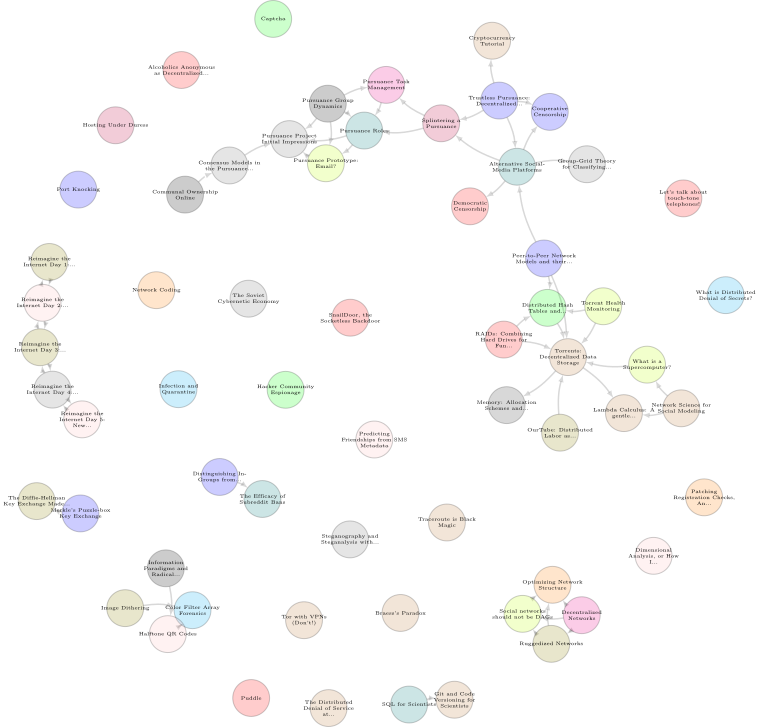 Captcha
Cryptocurrency
Tutorial
Alcoholics Anonymous
as Decentralized...
Pursuance Task
Management
Pursuance Group
Dynamics
Trustless Pursuance:
Decentralized...
Cooperative
Censorship
Hosting Under Duress
Pursuance Project
Initial Impressions
Pursuance Roles
Splintering a
Pursuance
Consensus Models in
the Pursuance...
Pursuance Prototype:
Email?
Alternative Social-
Media Platforms
Group-Grid Theory
for Classifying...
Port Knocking
Communal Ownership
Online
Democratic
Censorship
Let's talk about
touch-tone
telephones!
Reimagine the
Internet Day 1:...
Peer-to-Peer Network
Models and their...
Reimagine the
Internet Day 2:...
Network Coding
The Soviet
Cybernetic Economy
SnailDoor, the
Socketless Backdoor
Distributed Hash
Tables and...
Torrent Health
Monitoring
What is Distributed
Denial of Secrets?
Reimagine the
Internet Day 3:...
RAIDs: Combining
Hard Drives for
Fun...
Torrents:
Decentralized Data
Storage
What is a
Supercomputer?
Reimagine the
Internet Day 4:...
Infection and
Quarantine
Hacker Community
Espionage
Memory: Allocation
Schemes and...
Lambda Calculus: A
gentle...
Network Science for
Social Modeling
Reimagine the
Internet Day 5:
New...
Predicting
Friendships from SMS
Metadata
OurTube: Distributed
Labor as...
Distinguishing In-
Groups from...
The Efficacy of
Subreddit Bans
The Diffie-Hellman
Key Exchange Made...
Merkle's Puzzle-box
Key Exchange
Patching
Registration Checks,
An...
Traceroute is Black
Magic
Steganography and
Steganalysis with...
Dimensional
Analysis, or How
I...
Information
Paradigms and
Radical...
Optimizing Network
Structure
Image Dithering
Color Filter Array
Forensics
Halftone QR Codes
Tor with VPNs
(Don't!)
Braess's Paradox
Social networks
should not be DAGs
Decentralized
Networks
Ruggedized Networks
Puddle
The Distributed
Denial of Service
at...
SQL for Scientists
Git and Code
Versioning for
Scientists